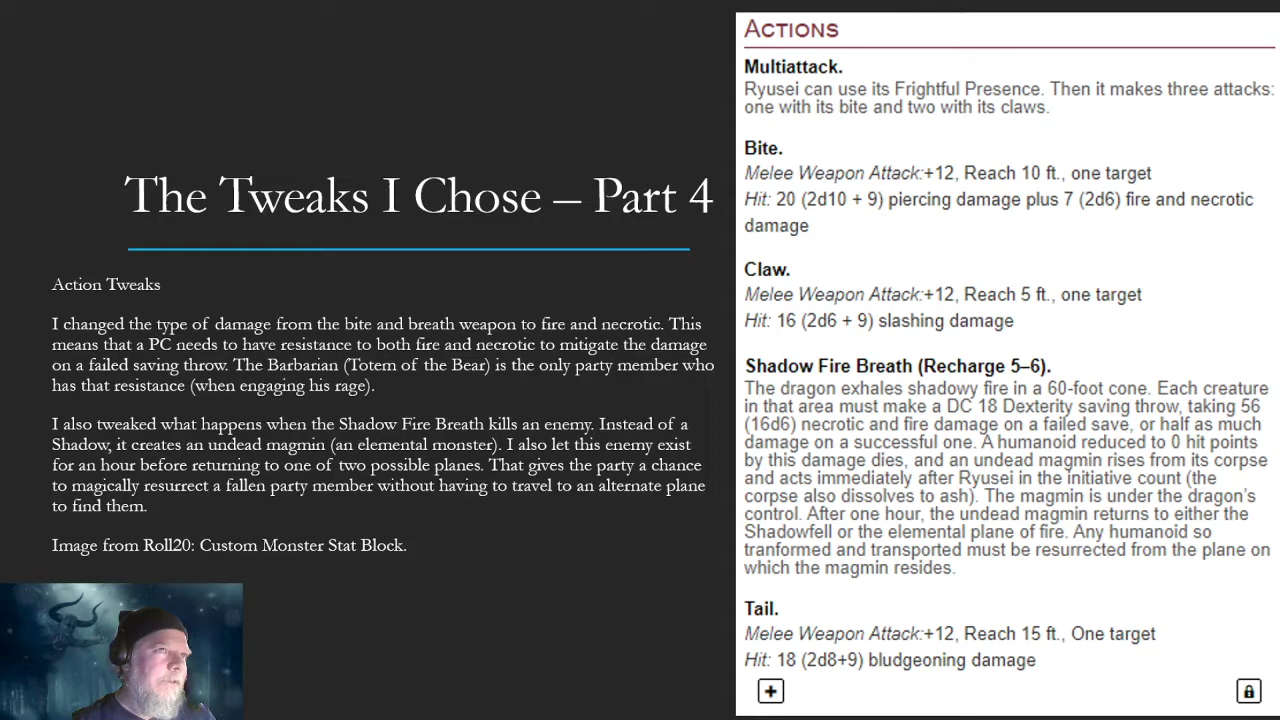 The Tweaks I Chose – Part 4
Action Tweaks
I changed the type of damage from the bite and breath weapon to fire and necrotic. This
means that a PC needs to have resistance to both fire and necrotic to mitigate the damage
on a failed saving throw. The Barbarian (Totem of the Bear) is the only party member who
has that resistance (when engaging his rage).
I also tweaked what happens when the Shadow Fire Breath kills an enemy. Instead of a
Shadow, it creates an undead magmin (an elemental monster). I also let this enemy exist
for an hour before returning to one of two possible planes. That gives the party a chance
to magically resurrect a fallen party member without having to travel to an alternate plane
to find them.
Image from Roll20: Custom Monster Stat Block.
ACTIONS
Multiattack.
Ryusei can use its Frightful Presence. Then it makes three attacks:
one with its bite and two with its claws.
Bite.
Melee Weapon Attack:+12, Reach 10 ft., one target
Hit: 20 (2d10 + 9) piercing damage plus 7 (2d6) fire and necrotic
damage
Claw.
Melee Weapon Attack:+12, Reach 5 ft., one target
Hit: 16 (2d6 + 9) slashing damage
Shadow Fire Breath (Recharge 5–6).
The dragon exhales shadowy fire in a 60-foot cone. Each creature
in that area must make a DC 18 Dexterity saving throw, taking 56
(16d6) necrotic and fire damage on a failed save, or half as much
damage on a successful one. A humanoid reduced to 0 hit points
by this damage dies, and an undead magmin rises from its corpse
and acts immediately after Ryusei in the initiative count (the
corpse also dissolves to ash). The magmin is under the dragon's
control. After one hour, the undead magmin returns to either the
Shadowfell or the elemental plane of fire. Any humanoid so
tranformed and transported must be resurrected from the plane on
which the magmin resides.
Tail.
Melee Weapon Attack:+12, Reach 15 ft., One target
Hit: 18 (2d8+9) bludgeoning damage